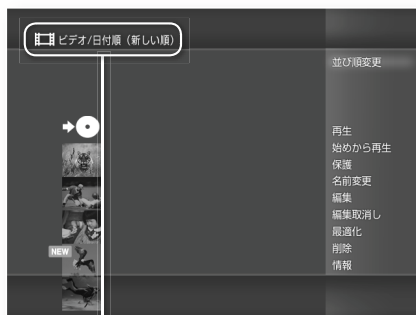 ビデオ/日付順（新しい順）
並び順変更
再生
始めから再生
保護
名前変更
編集
編集取消し
最適化
削除
情報
NEW